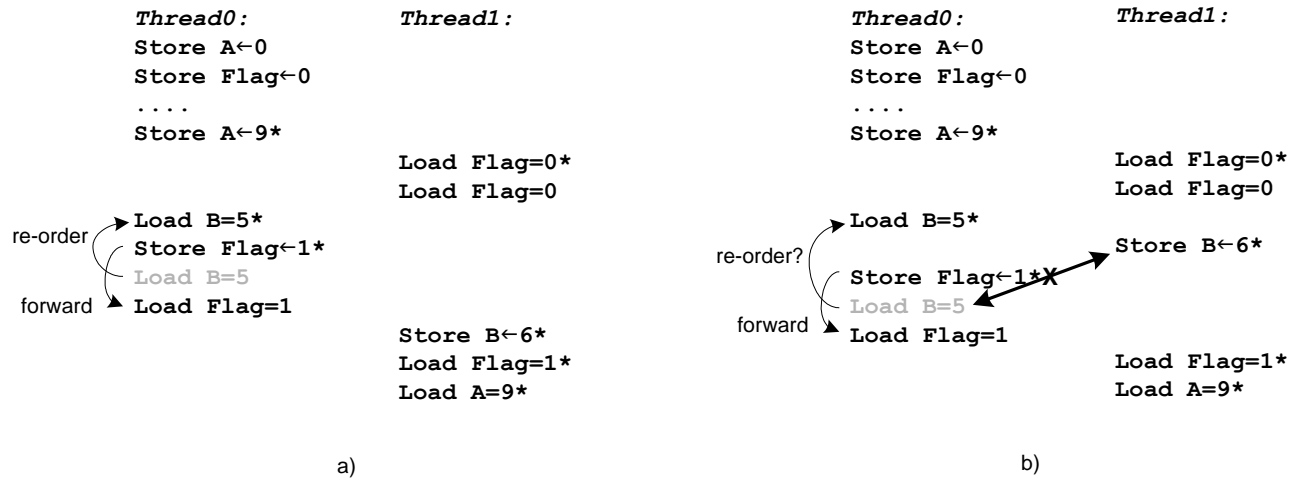 Thread0:
Thread1:
Store A←0
Store Flag←0
....
Store A←9*
Load Flag=0*
Load Flag=0
Load B=5*
re-order
Store Flag←1*
Load B=5
forward
Load Flag=1
Store B←6*
Load Flag=1*
Load A=9*
a)
Thread0:
Thread1:
Store A←0
Store Flag←0
....
Store A←9*
Load Flag=0*
Load Flag=0
Load B=5*
Store B←6*
re-order?
Store Flag←1*X
Load B=5
forward
Load Flag=1
Load Flag=1*
Load A=9*
b)